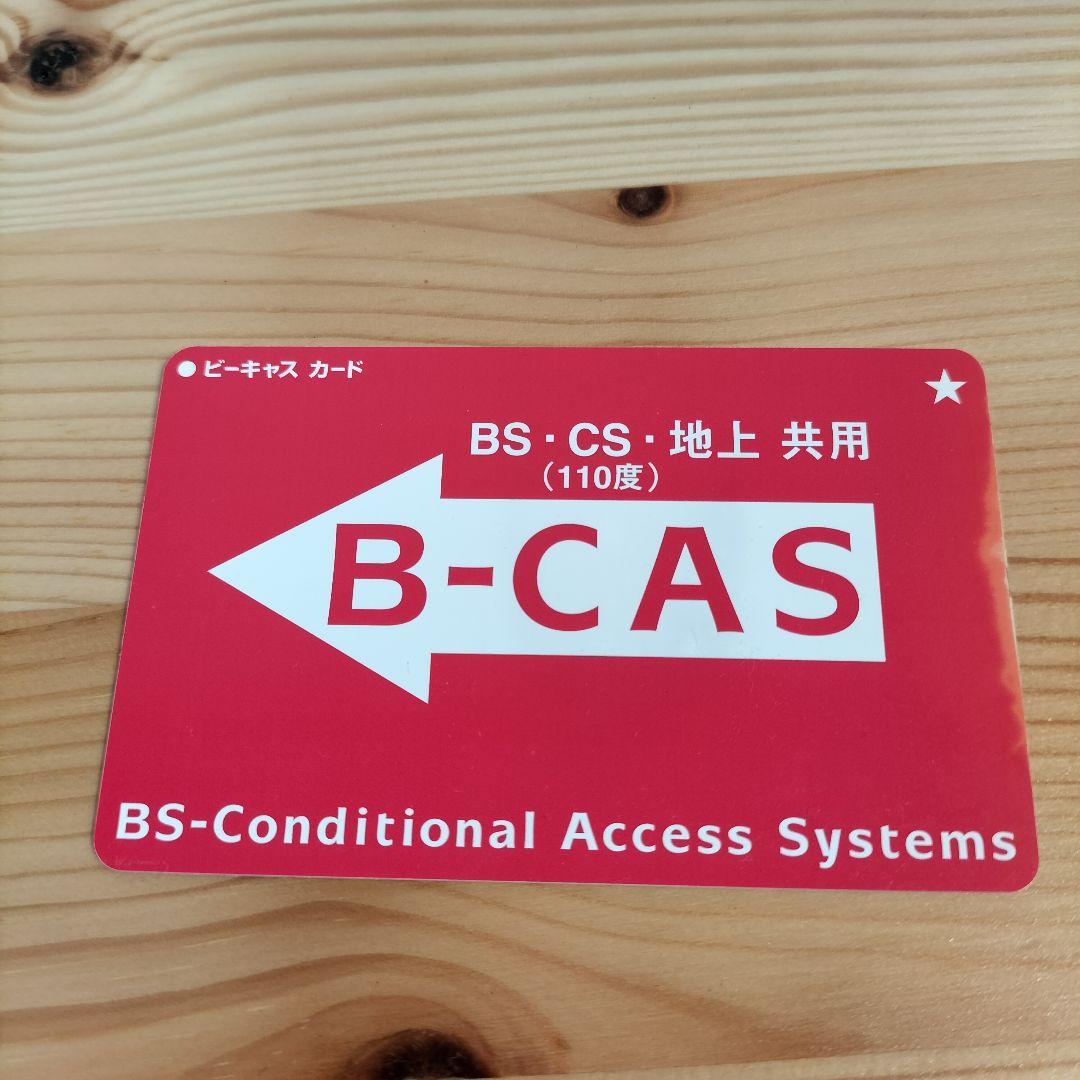 ●ビーキャス カード
★
BS・CS・地上 共用
(110度)
B-CAS
BS-Conditional Access Systems